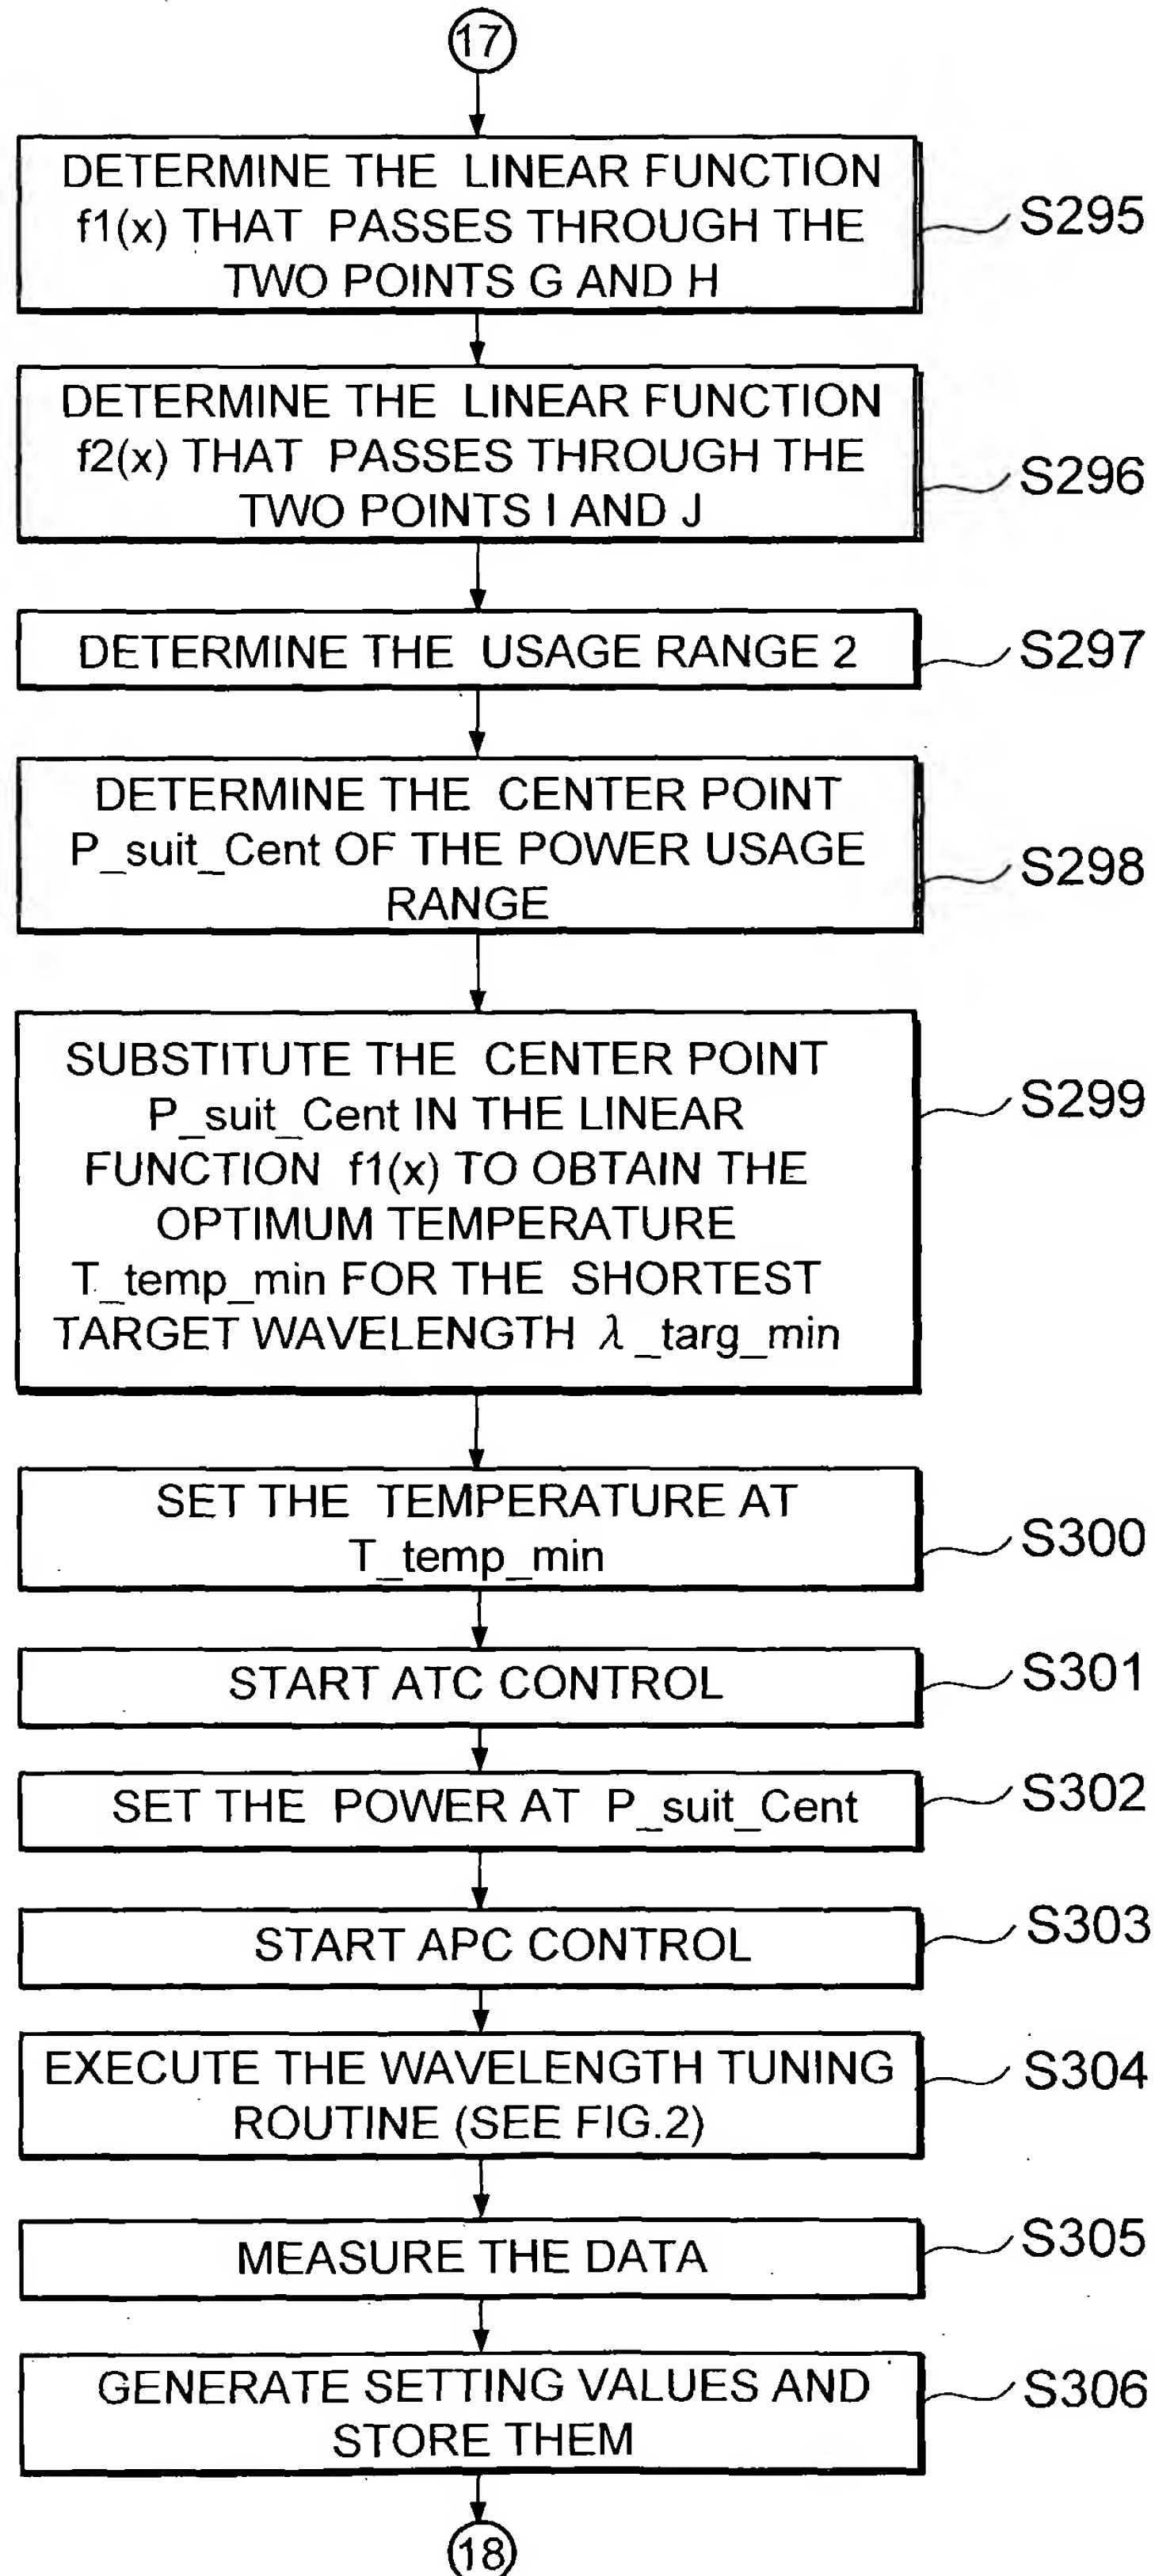 17
DETERMINE THE LINEAR FUNCTION
f1(x) THAT PASSES THROUGH THE
TWO POINTS G AND H
S295
DETERMINE THE LINEAR FUNCTION
f2(x) THAT PASSES THROUGH THE
TWO POINTS I AND J
S296
DETERMINE THE USAGE RANGE 2
S297
DETERMINE THE CENTER POINT
P_suit_Cent OF THE POWER USAGE
RANGE
S298
SUBSTITUTE THE CENTER POINT
P_suit_Cent IN THE LINEAR
FUNCTION f1(x) TO OBTAIN THE
OPTIMUM TEMPERATURE
T_temp_min FOR THE SHORTEST
TARGET WAVELENGTH λ_targ_min
S299
SET THE TEMPERATURE AT
T_temp_min
S300
START ATC CONTROL
S301
SET THE POWER AT P_suit_Cent
S302
START APC CONTROL
S303
EXECUTE THE WAVELENGTH TUNING
ROUTINE (SEE FIG.2)
S304
MEASURE THE DATA
S305
GENERATE SETTING VALUES AND
STORE THEM
S306
18